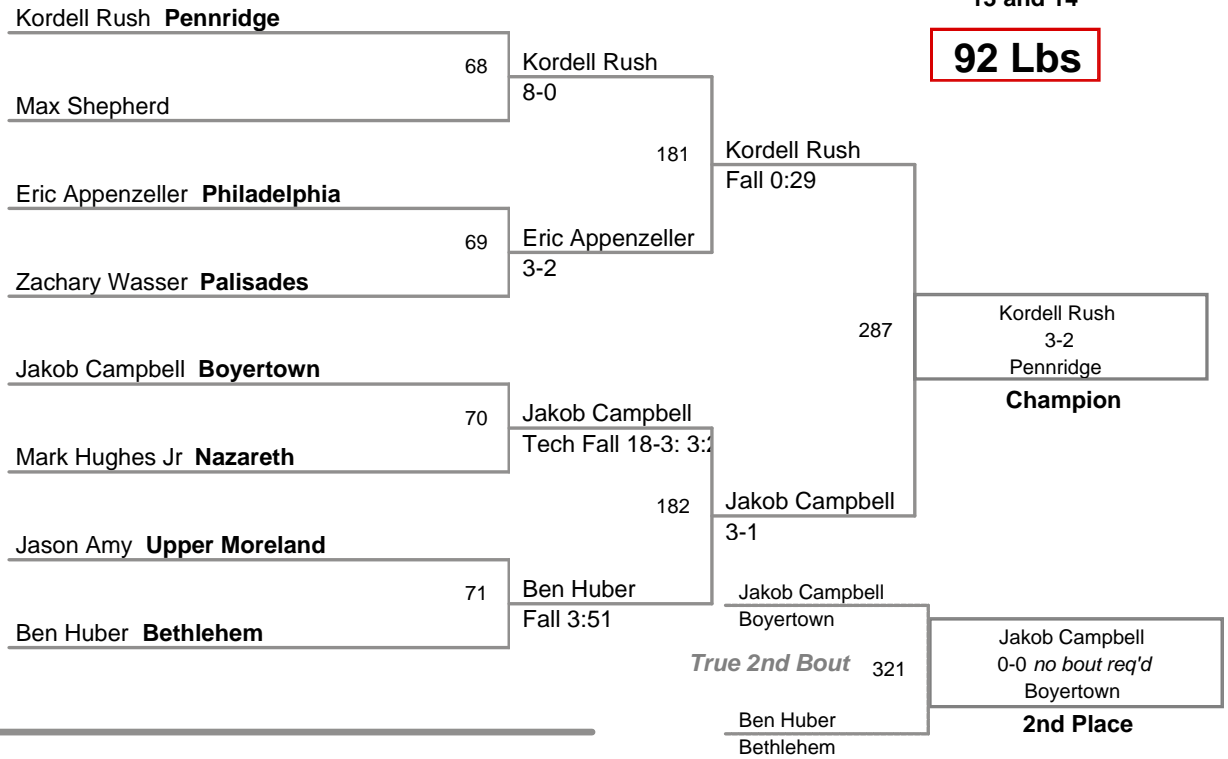 13 and 14
Kordell Rush Pennridge
92 Lbs
68
Kordell Rush
8-0
Max Shepherd
181
Kordell Rush
Fall 0:29
Eric Appenzeller Philadelphia
69
Eric Appenzeller
3-2
Zachary Wasser Palisades
287
Kordell Rush
3-2
Pennridge
Champion
Jakob Campbell Boyertown
70
Jakob Campbell
Tech Fall 18-3: 3:2
Mark Hughes Jr Nazareth
182
Jakob Campbell
3-1
Jason Amy Upper Moreland
71
Ben Huber
Fall 3:51
Ben Huber Bethlehem
Jakob Campbell
Boyertown
True 2nd Bout 321
Jakob Campbell
0-0 no bout req'd
Boyertown
2nd Place
Ben Huber
Bethlehem